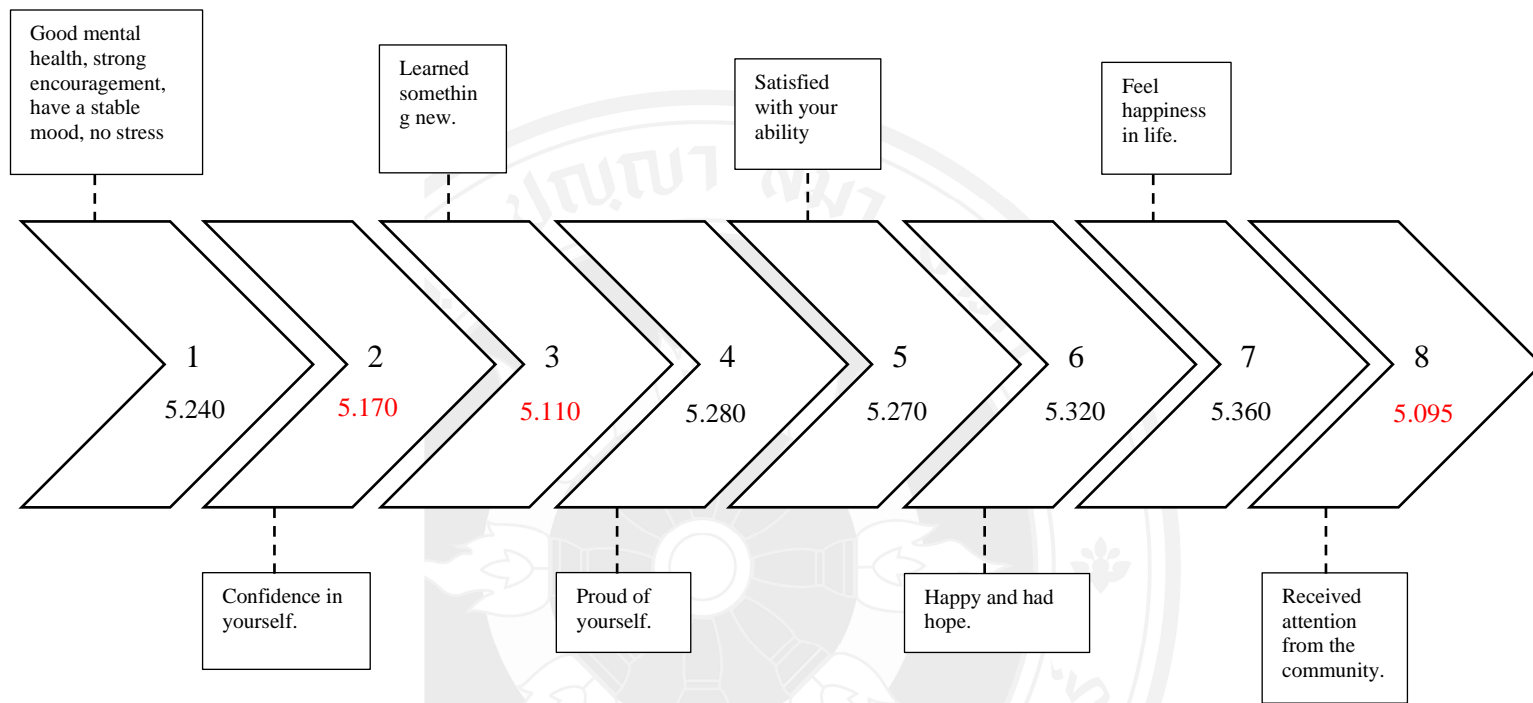 Good mental
health, strong
encouragement,
have a stable
mood, no stress
Learned
somethin
g new.
Satisfied
with your
ability
Feel
happiness
in life.
1
5.240
2
5.170
3
5.110
4
5.280
5
5.270
6
5.320
7
5.360
8
5.095
Confidence in
yourself.
Proud of
yourself.
Happy and had
hope.
Received
attention
from the
community.